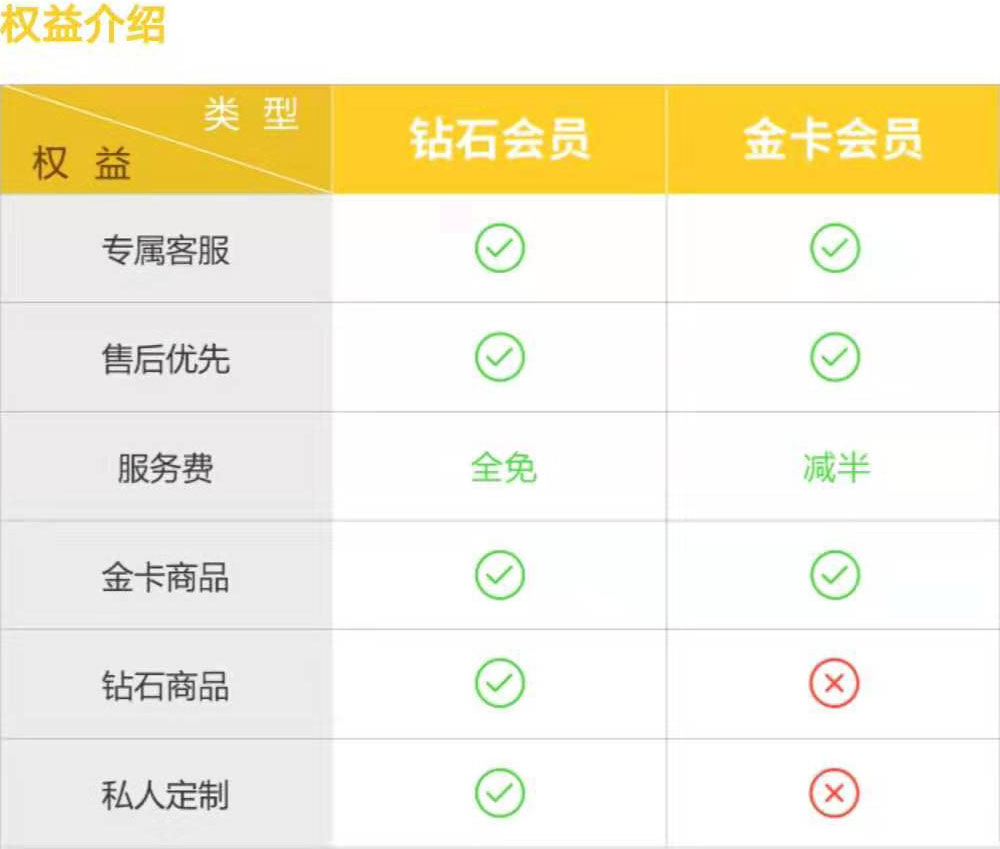 权益介绍
类 型
权 益
钻石会员
金卡会员
专属客服
售后优先
服务费
全免
减半
金卡商品
钻石商品
私人定制